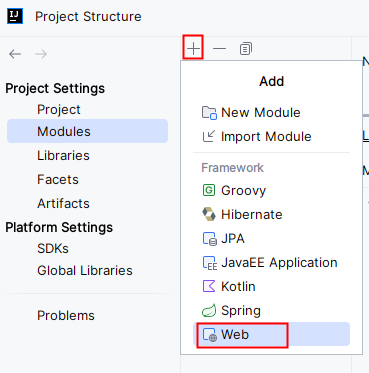 IJ Project Structure
Project Settings
Project
Modules
Libraries
Facets
Artifacts
Platform Settings
SDKs
Global Libraries
Problems
Add
New Module
Import Module
Framework
Groovy
Hibernate
JPA
JavaEE Application
Kotlin
Spring
Web
N
L
M